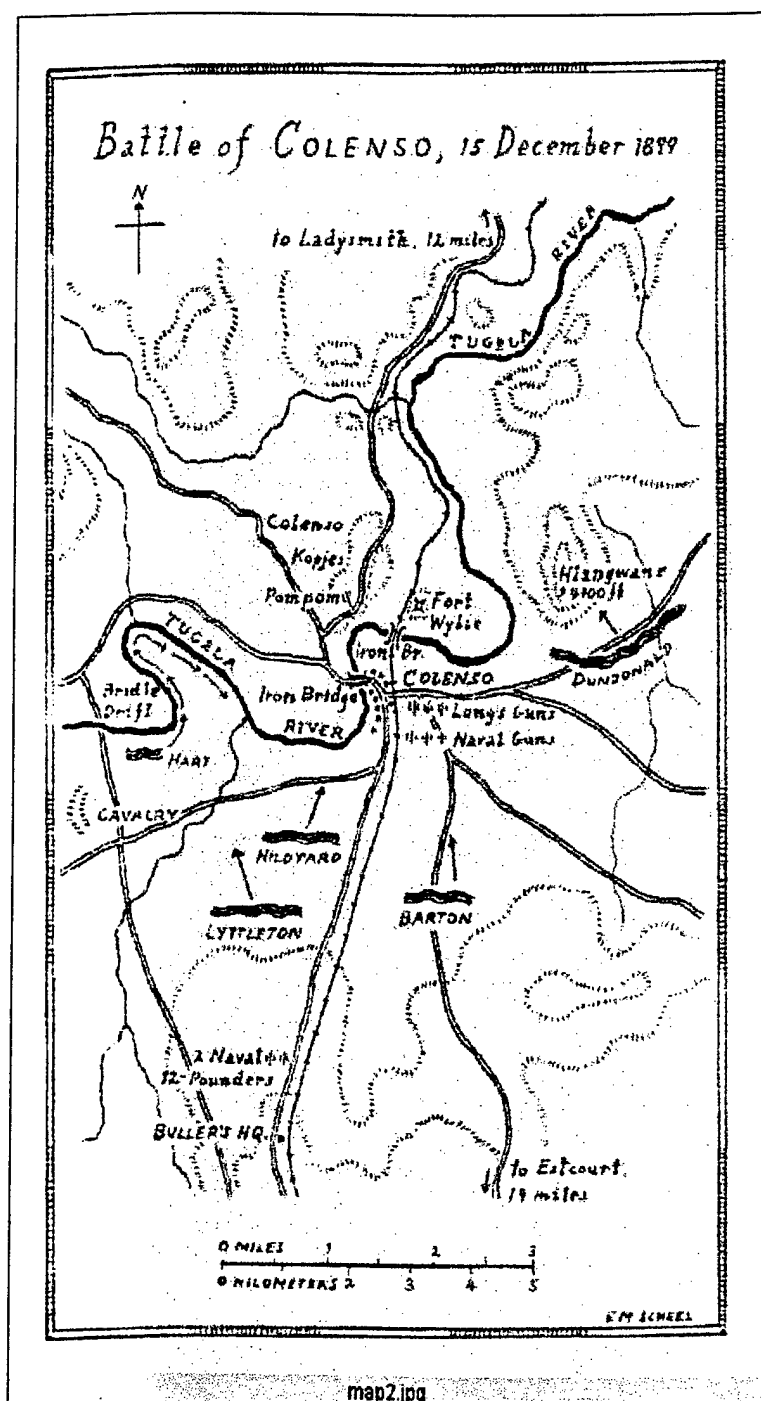 Battle of COLENSO, 15 December 1899
N
to Ladysmith, 12 miles
TUGELA RIVER
Colenso
Kopjes
Pompom
Fort
Wylie
Hlangwane
Iron Br.
COLENSO
DUNDONALD
TUGELA
RIVER
Bridle
Drift
Iron Bridge
Long's Guns
Naval Guns
HART
CAVALRY
HILDYARD
LYTTLETON
BARTON
2 Naval
12-Pounders
BULLER'S HQ.
to Estcourt,
19 miles
0 MILES 1 2 3
0 KILOMETERS 2 3 4 5
EM SCHEEL
map2.jpg